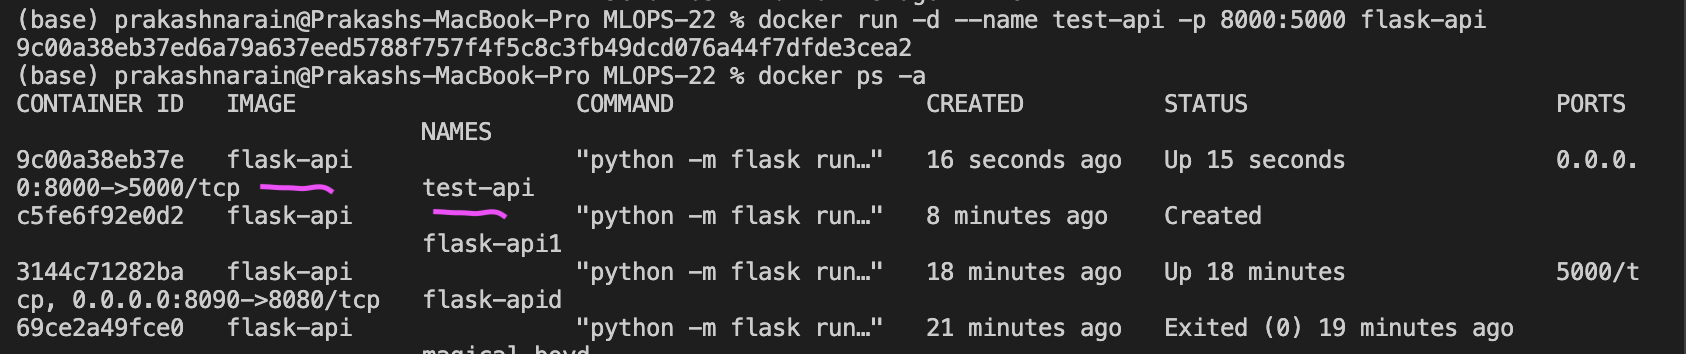 (base) prakashnarain@Prakashs-MacBook-Pro MLOPS-22 % docker run -d --name test-api -p 8000:5000 flask-api
9c00a38eb37ed6a79a637eed5788f757f4f5c8c3fb49dcd076a44f7dfde3cea2
(base) prakashnarain@Prakashs-MacBook-Pro MLOPS-22 % docker ps -a
CONTAINER ID   IMAGE                COMMAND                  CREATED          STATUS                      PORTS
NAMES
9c00a38eb37e   flask-api                "python -m flask run…"   16 seconds ago   Up 15 seconds               0.0.0.
0:8000->5000/tcp             test-api
c5fe6f92e0d2   flask-api                "python -m flask run…"   8 minutes ago    Created
flask-api1
3144c71282ba   flask-api                "python -m flask run…"   18 minutes ago   Up 18 minutes               5000/t
cp, 0.0.0.0:8090->8080/tcp   flask-apid
69ce2a49fce0   flask-api                "python -m flask run…"   21 minutes ago   Exited (0) 19 minutes ago